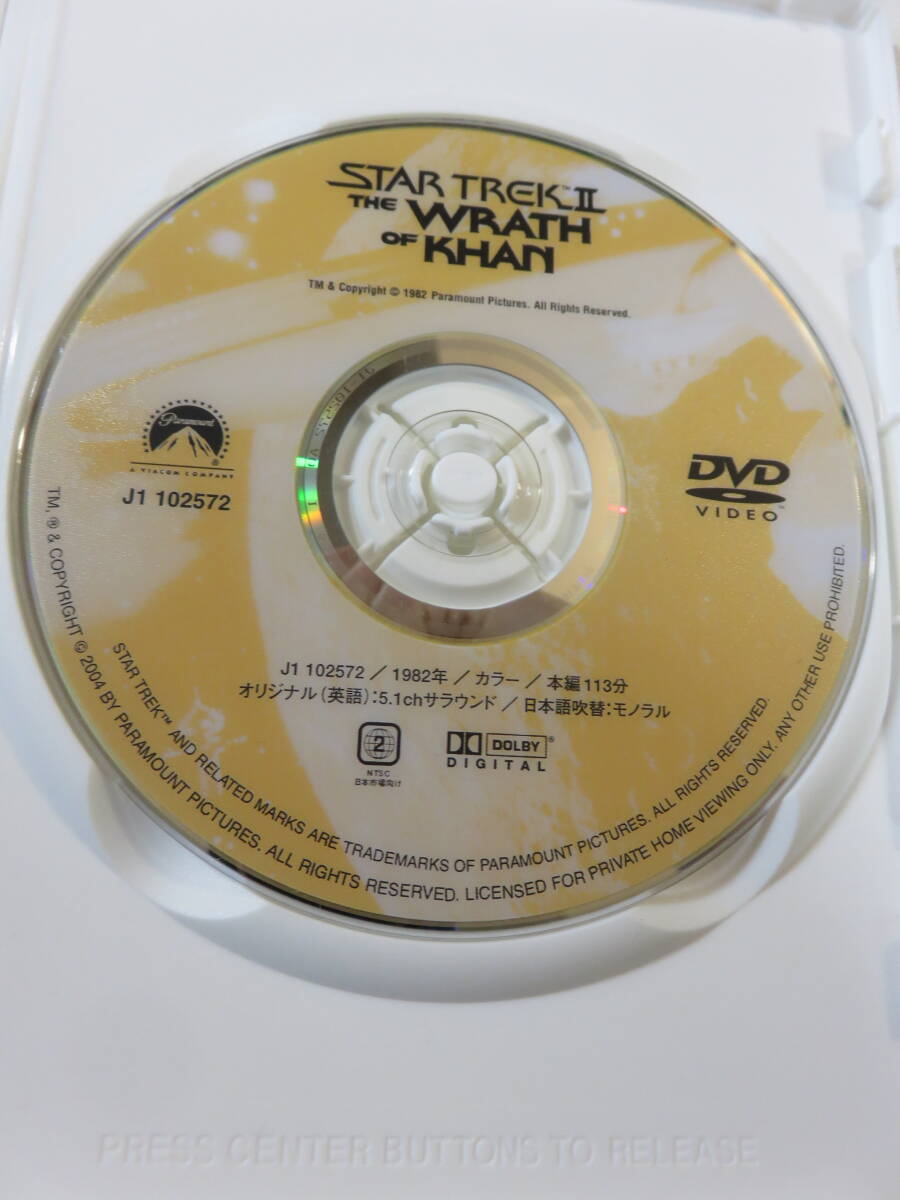 STAR TREK™ II
THE WRATH
OF KHAN
TM & Copyright © 1982 Paramount Pictures. All Rights Reserved.
Paramount
A VIACOM COMPANY
J1 102572
DVD
VIDEO™
J1 102572／1982年／カラー／本編113分
オリジナル(英語):5.1chサラウンド／日本語吹替:モノラル
2
NTSC
日本市場向け
DOLBY®
DIGITAL
STAR TREK™ AND RELATED MARKS ARE TRADEMARKS OF PARAMOUNT PICTURES. ALL RIGHTS RESERVED.
TM, ® & COPYRIGHT © 2004 BY PARAMOUNT PICTURES. ALL RIGHTS RESERVED. LICENSED FOR PRIVATE HOME VIEWING ONLY. ANY OTHER USE PROHIBITED.
PRESS CENTER BUTTONS TO RELEASE